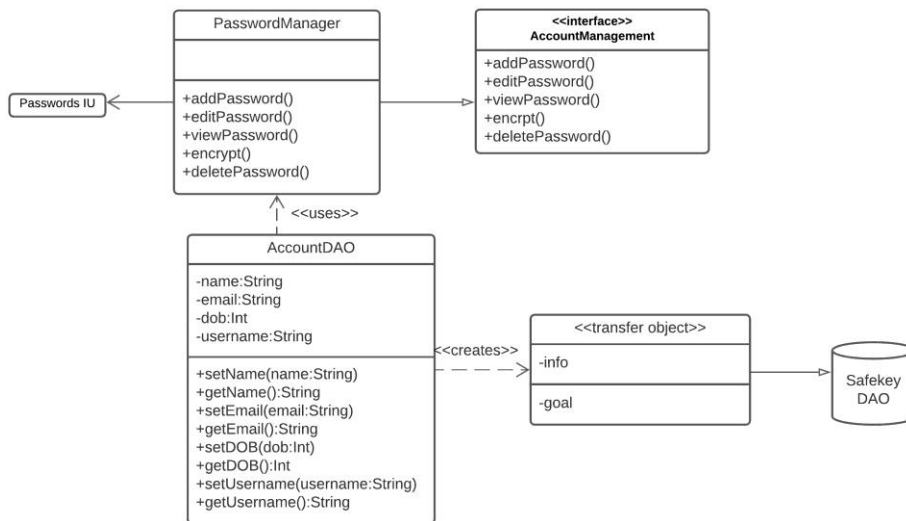 PasswordManager
+addPassword()
+editPassword()
+viewPassword()
+encrypt()
+deletePassword()
<<interface>>
AccountManagement
+addPassword()
+editPassword()
+viewPassword()
+encrpt()
+deletePassword()
Passwords IU
<<uses>>
AccountDAO
-name:String
-email:String
-dob:Int
-username:String
+setName(name:String)
+getName():String
+setEmail(email:String)
+getEmail():String
+setDOB(dob:Int)
+getDOB():Int
+setUsername(username:String)
+getUsername():String
<<creates>>
<<transfer object>>
-info
-goal
Safekey
DAO